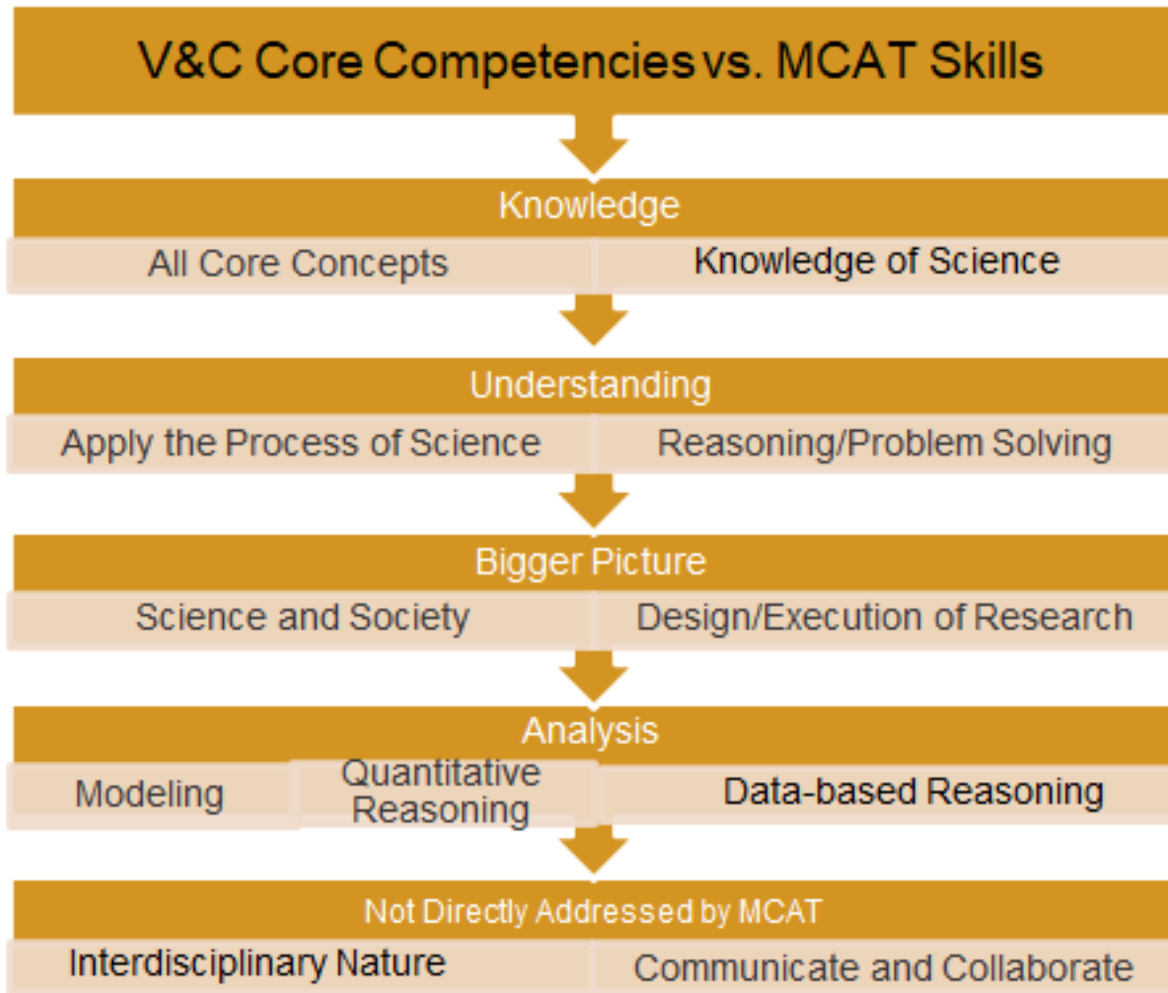 V&C Core Competencies vs. MCAT Skills
Knowledge
All Core Concepts
Knowledge of Science
Understanding
Apply the Process of Science
Reasoning/Problem Solving
Bigger Picture
Science and Society
Design/Execution of Research
Analysis
Modeling
Quantitative
Reasoning
Data-based Reasoning
Not Directly Addressed by MCAT
Interdisciplinary Nature
Communicate and Collaborate